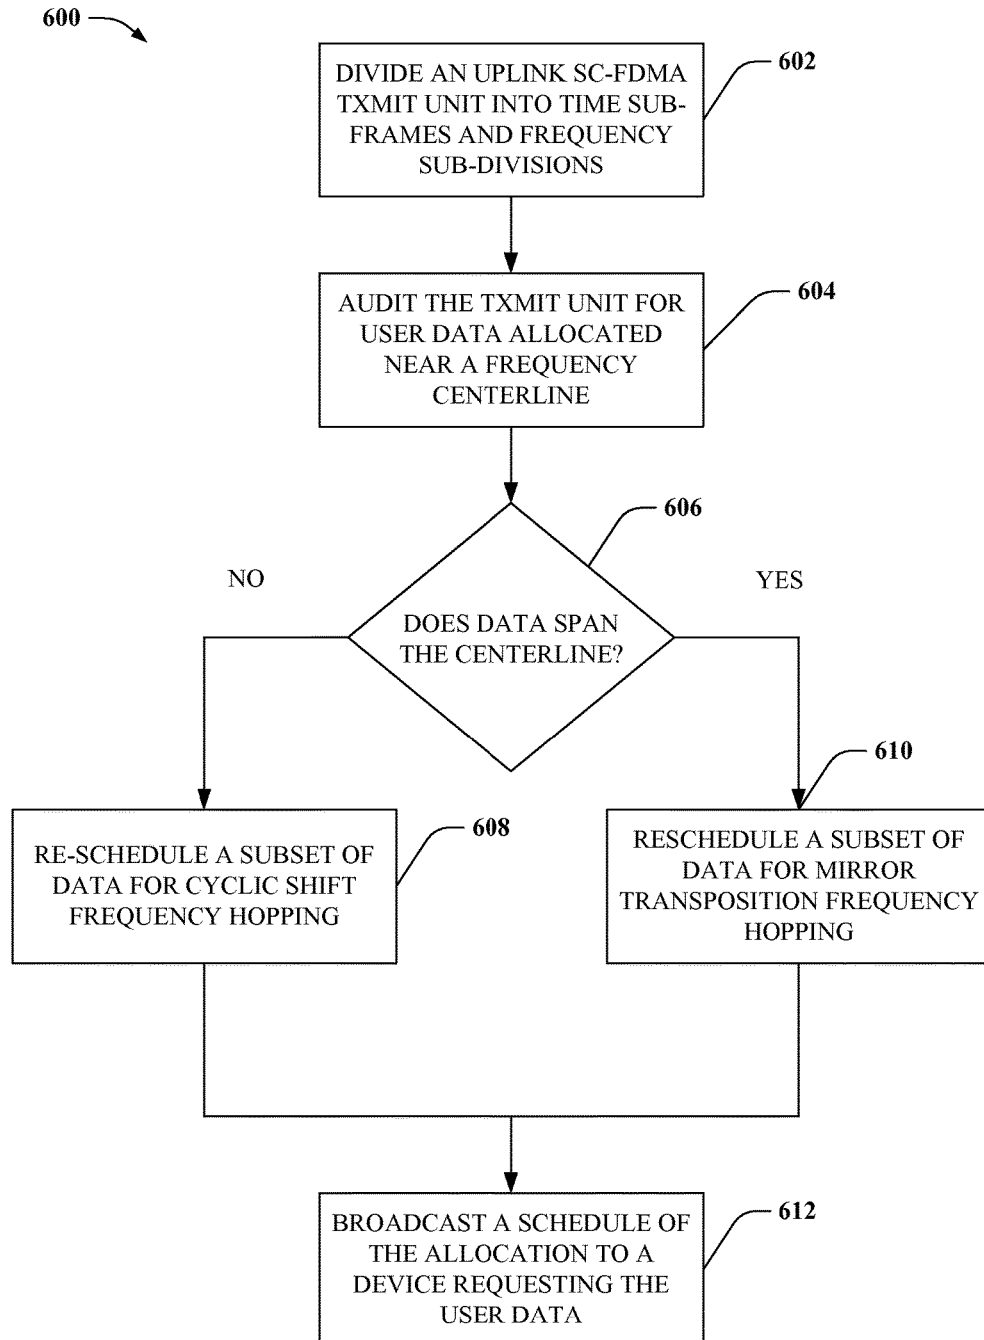 600
DIVIDE AN UPLINK SC-FDMA
TXMIT UNIT INTO TIME SUB-
FRAMES AND FREQUENCY
SUB-DIVISIONS
602
AUDIT THE TXMIT UNIT FOR
USER DATA ALLOCATED
NEAR A FREQUENCY
CENTERLINE
604
606
NO
YES
DOES DATA SPAN
THE CENTERLINE?
RE-SCHEDULE A SUBSET OF
DATA FOR CYCLIC SHIFT
FREQUENCY HOPPING
608
610
RESCHEDULE A SUBSET OF
DATA FOR MIRROR
TRANSPOSITION FREQUENCY
HOPPING
BROADCAST A SCHEDULE OF
THE ALLOCATION TO A
DEVICE REQUESTING THE
USER DATA
612